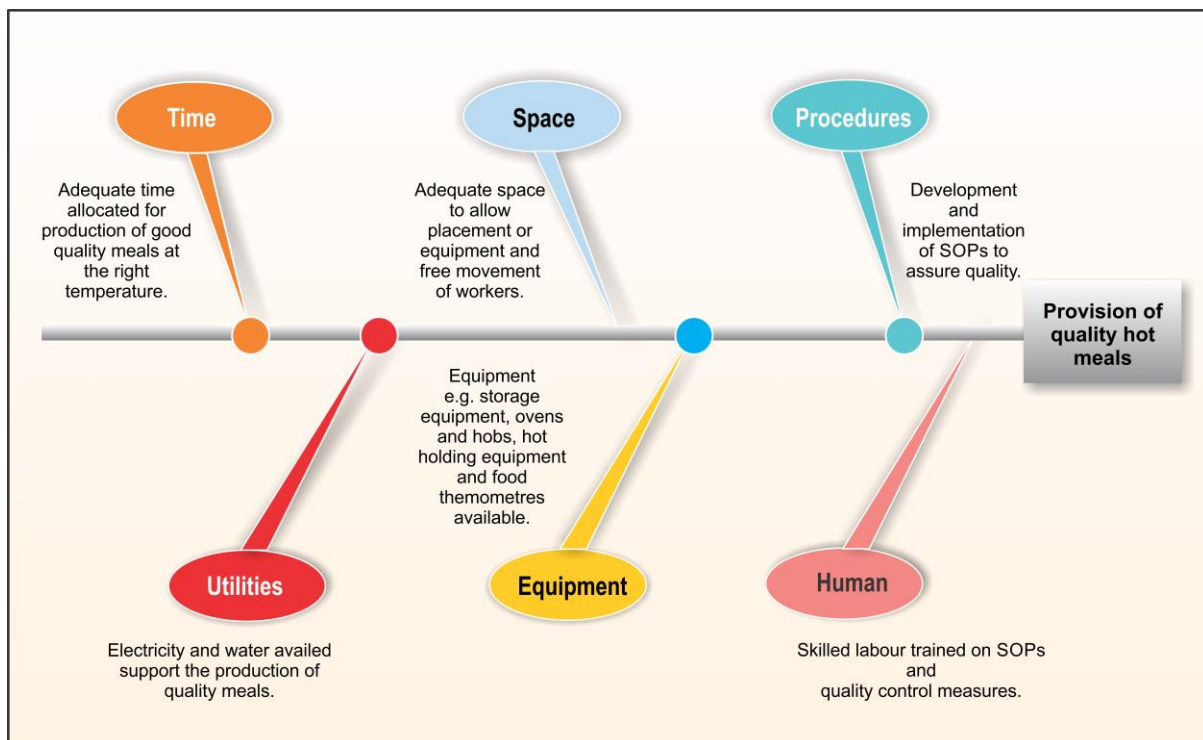 Time
Adequate time
allocated for
production of good
quality meals at
the right
temperature.
Space
Adequate space
to allow
placement or
equipment and
free movement
of workers.
Procedures
Development
and
implementation
of SOPs to
assure quality.
Provision of
quality hot
meals
Utilities
Electricity and water availed
support the production of
quality meals.
Equipment
e.g. storage
equipment, ovens
and hobs, hot
holding equipment
and food
themometres
available.
Equipment
Human
Skilled labour trained on SOPs
and
quality control measures.